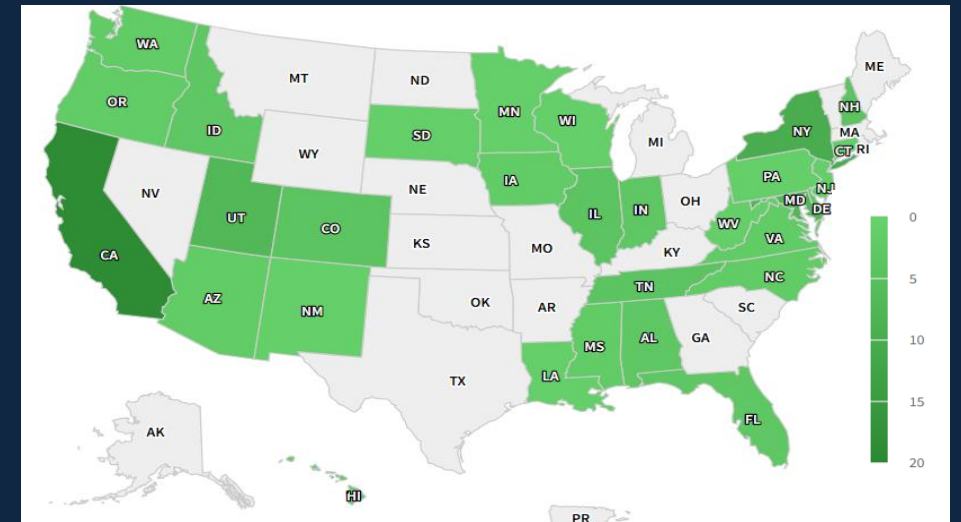 WA
MT
ND
ME
OR
ID
SD
MN
WI
MI
NY
NH
MA
CT
RI
WY
NE
IA
PA
NJ
NV
UT
CO
KS
IL
IN
OH
WV
MD
DE
VA
CA
MO
KY
AZ
NM
OK
AR
TN
NC
SC
TX
LA
MS
AL
GA
FL
AK
HI
PR
0
5
10
15
20